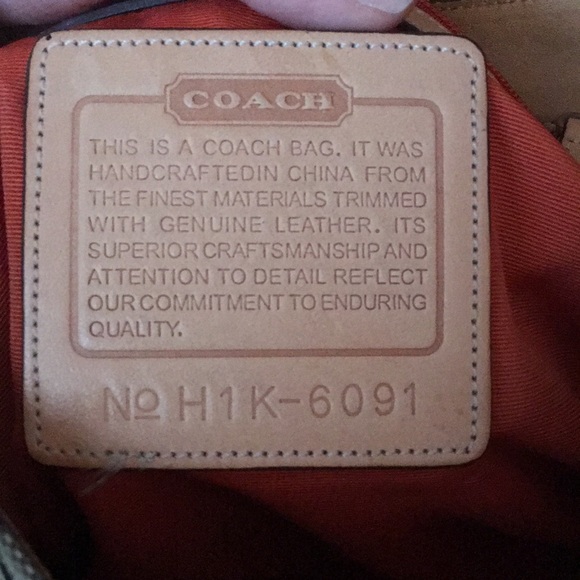 COACH
THIS IS A COACH BAG. IT WAS
HANDCRAFTEDIN CHINA FROM
THE FINEST MATERIALS TRIMMED
WITH GENUINE LEATHER. ITS
SUPERIOR CRAFTSMANSHIP AND
ATTENTION TO DETAIL REFLECT
OUR COMMITMENT TO ENDURING
QUALITY.
Nº H1K-6091